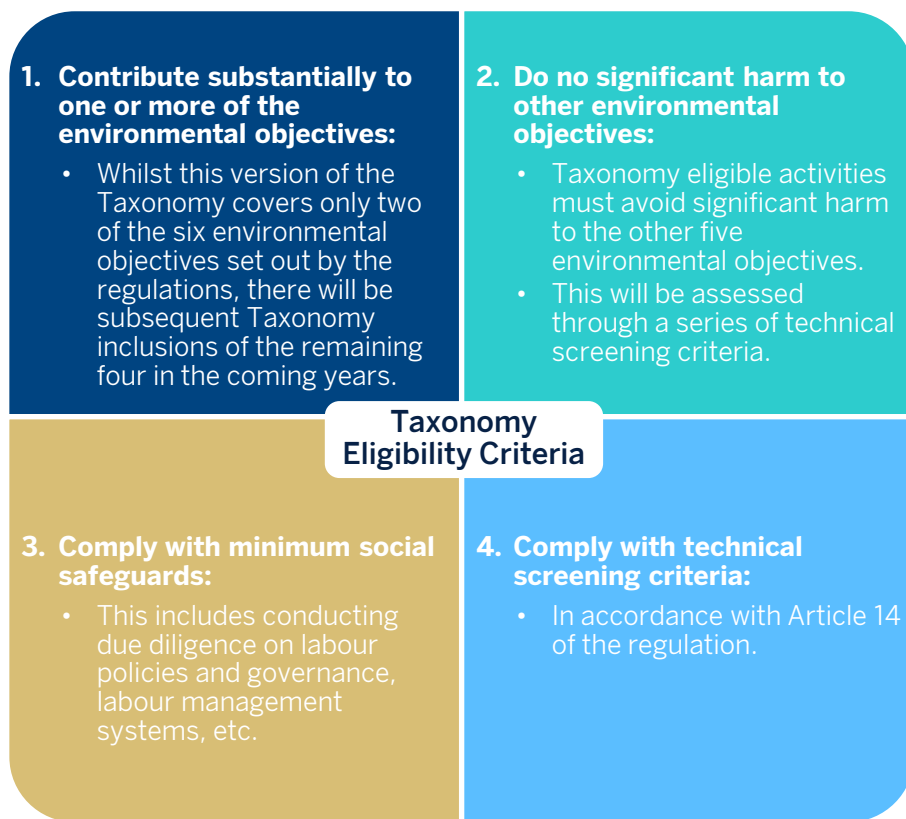 1. Contribute substantially to
one or more of the
environmental objectives:
• Whilst this version of the
Taxonomy covers only two
of the six environmental
objectives set out by the
regulations, there will be
subsequent Taxonomy
inclusions of the remaining
four in the coming years.
2. Do no significant harm to
other environmental
objectives:
• Taxonomy eligible activities
must avoid significant harm
to the other five
environmental objectives.
• This will be assessed
through a series of technical
screening criteria.
Taxonomy
Eligibility Criteria
3. Comply with minimum social
safeguards:
• This includes conducting
due diligence on labour
policies and governance,
labour management
systems, etc.
4. Comply with technical
screening criteria:
• In accordance with Article 14
of the regulation.